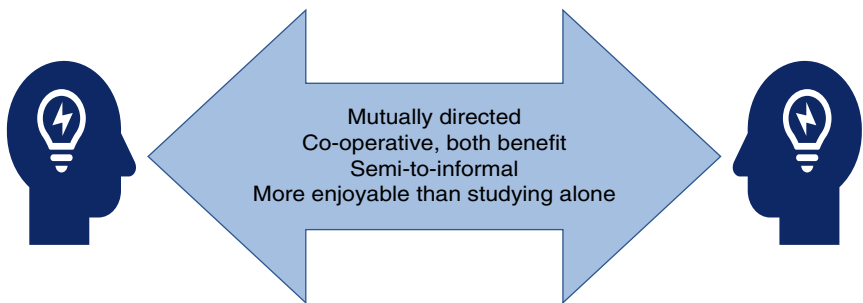 Mutually directed
Co-operative, both benefit
Semi-to-informal
More enjoyable than studying alone